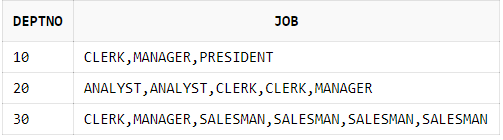 DEPTNO JOB
10 CLERK,MANAGER,PRESIDENT
20 ANALYST,ANALYST,CLERK,CLERK,MANAGER
30 CLERK,MANAGER,SALESMAN,SALESMAN,SALESMAN,SALESMAN